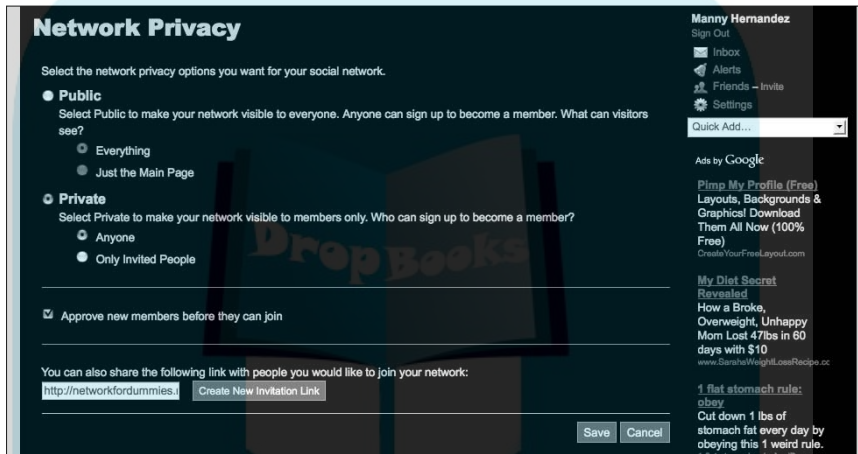 Network Privacy
Select the network privacy options you want for your social network.
Public
Select Public to make your network visible to everyone. Anyone can sign up to become a member. What can visitors
see?
Everything
Just the Main Page
Private
Select Private to make your network visible to members only. Who can sign up to become a member?
Anyone
Only Invited People
Approve new members before they can join
You can also share the following link with people you would like to join your network:
http://networkfordummies.
Create New Invitation Link
Save Cancel
DropBooks
Manny Hernandez
Sign Out
Inbox
Alerts
Friends – Invite
Settings
Quick Add...
Ads by Google
Pimp My Profile (Free)
Layouts, Backgrounds &
Graphics! Download
Them All Now (100%
Free)
CreateYourFreeLayout.com
My Diet Secret
Revealed
How a Broke,
Overweight, Unhappy
Mom Lost 47lbs in 60
days with $10
www.SarahsWeightLossRecipe.cc
1 flat stomach rule:
obey
Cut down 1 lbs of
stomach fat every day by
obeying this 1 weird rule.